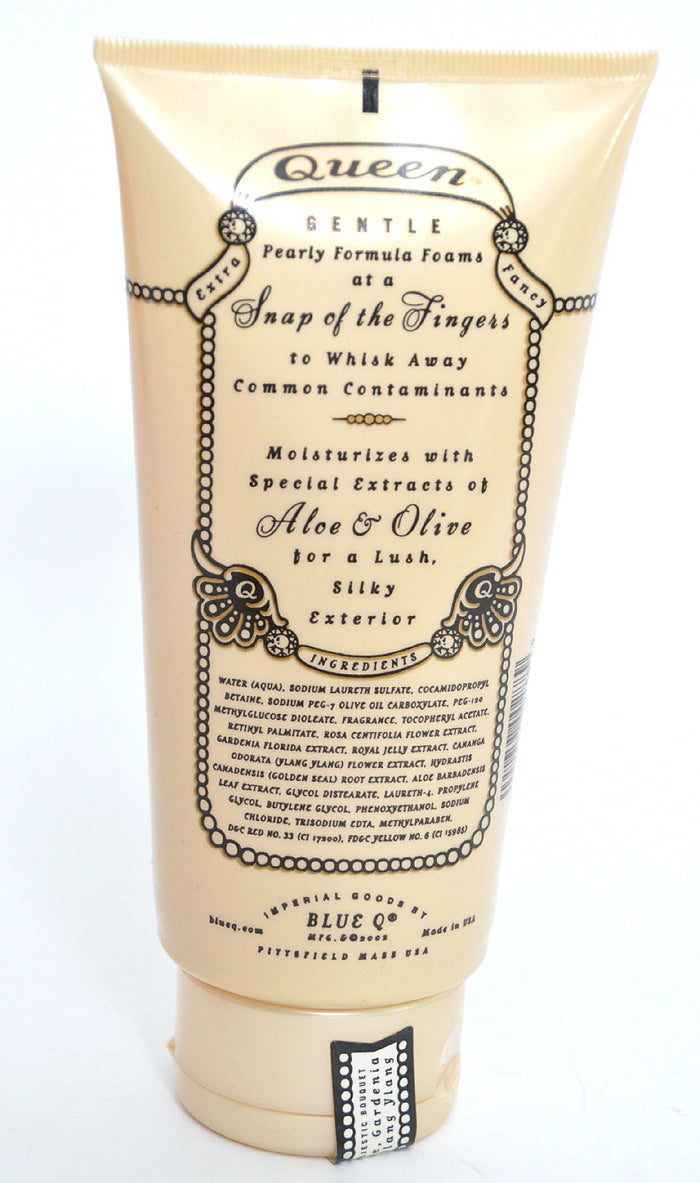 Queen
GENTLE
Pearly Formula Foams
at a
Extra
Fancy
Snap of the Fingers
to Whisk Away
Common Contaminants
Moisturizes with
Special Extracts of
Aloe & Olive
for a Lush,
Silky
Exterior
Q
Q
INGREDIENTS
WATER (AQUA), SODIUM LAURETH SULFATE, COCAMIDOPROPYL
BETAINE, SODIUM PEG-7 OLIVE OIL CARBOXYLATE, PEG-120
METHYLGLUCOSE DIOLEATE, FRAGRANCE, TOCOPHERYL ACETATE,
RETINYL PALMITATE, ROSA CENTIFOLIA FLOWER EXTRACT,
GARDENIA FLORIDA EXTRACT, ROYAL JELLY EXTRACT, CANANGA
ODORATA (YLANG YLANG) FLOWER EXTRACT, HYDRASTIS
CANADENSIS (GOLDEN SEAL) ROOT EXTRACT, ALOE BARBADENSIS
LEAF EXTRACT, GLYCOL DISTEARATE, LAURETH-4, PROPYLENE
GLYCOL, BUTYLENE GLYCOL, PHENOXYETHANOL, SODIUM
CHLORIDE, TRISODIUM EDTA, METHYLPARABEN,
D&C RED NO. 33 (CI 17200), FD&C YELLOW NO. 6 (CI 15985)
IMPERIAL GOODS BY
blueq.com
BLUE Q®
Made in USA
MFG. &©2002
PITTSFIELD MASS USA
BOUQUET
, Gardenia
Ylang